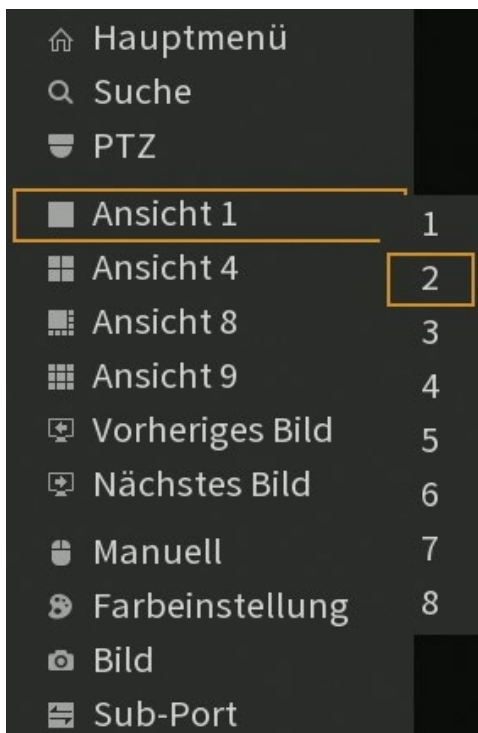 Hauptmenü
Suche
PTZ
Ansicht 1
Ansicht 4
Ansicht 8
Ansicht 9
Vorheriges Bild
Nächstes Bild
Manuell
Farbeinstellung
Bild
Sub-Port
1
2
3
4
5
6
7
8